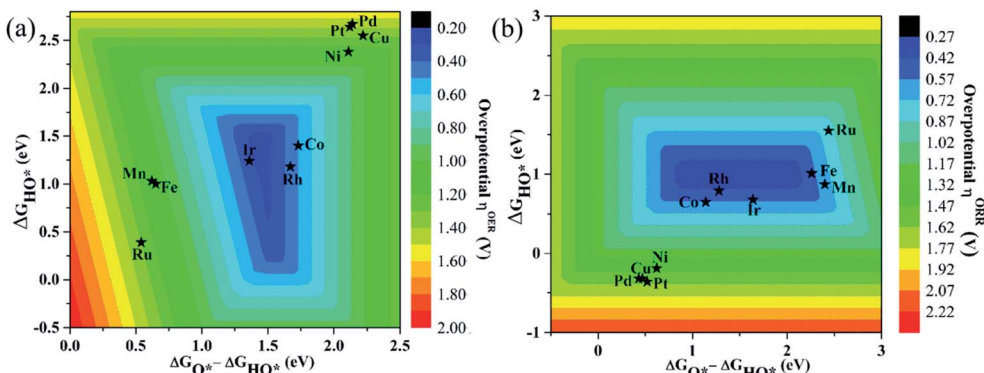 (a)
2.5
2.0
1.5
1.0
0.5
0.0
-0.5
ΔG_HO* (eV)
0.0 0.5 1.0 1.5 2.0 2.5
ΔG_O* – ΔG_HO* (eV)
Pd
Pt
Cu
Ni
Co
Ir
Rh
Mn
Fe
Ru
0.20
0.40
0.60
0.80
1.00
1.20
1.40
1.60
1.80
2.00
Overpotential η^OER (V)
(b)
3
2
1
0
-1
ΔG_HO* (eV)
0 1 2 3
ΔG_O* – ΔG_HO* (eV)
Ru
Fe
Mn
Rh
Co
Ir
Ni
Cu
Pd
Pt
0.27
0.42
0.57
0.72
0.87
1.02
1.17
1.32
1.47
1.62
1.77
1.92
2.07
2.22
Overpotential η^ORR (V)